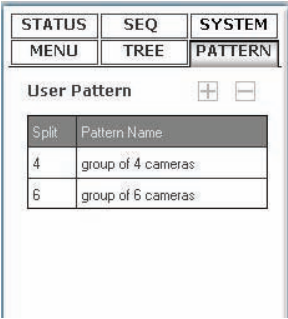 STATUS SEQ SYSTEM
MENU TREE PATTERN
User Pattern
Split Pattern Name
4 group of 4 cameras
6 group of 6 cameras